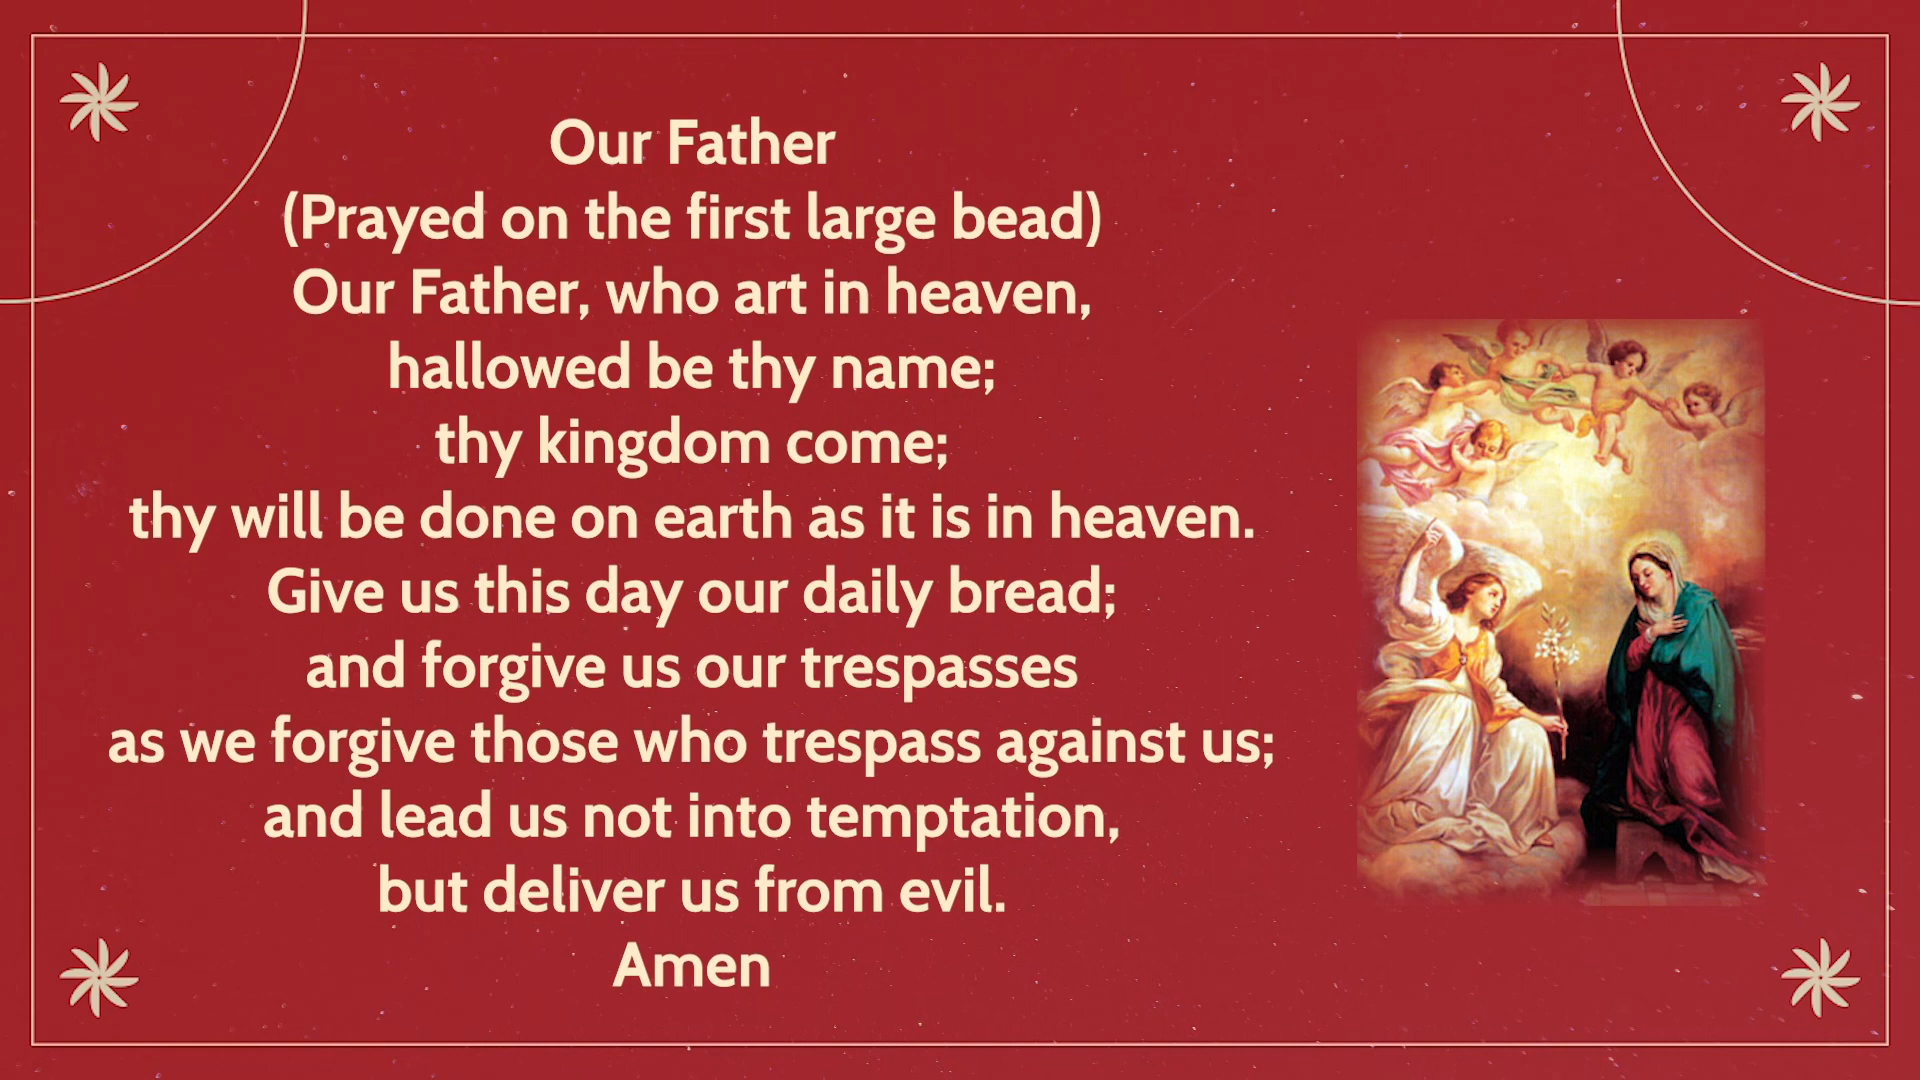 Our Father
(Prayed on the first large bead)
Our Father, who art in heaven,
hallowed be thy name;
thy kingdom come;
thy will be done on earth as it is in heaven.
Give us this day our daily bread;
and forgive us our trespasses
as we forgive those who trespass against us;
and lead us not into temptation,
but deliver us from evil.
Amen